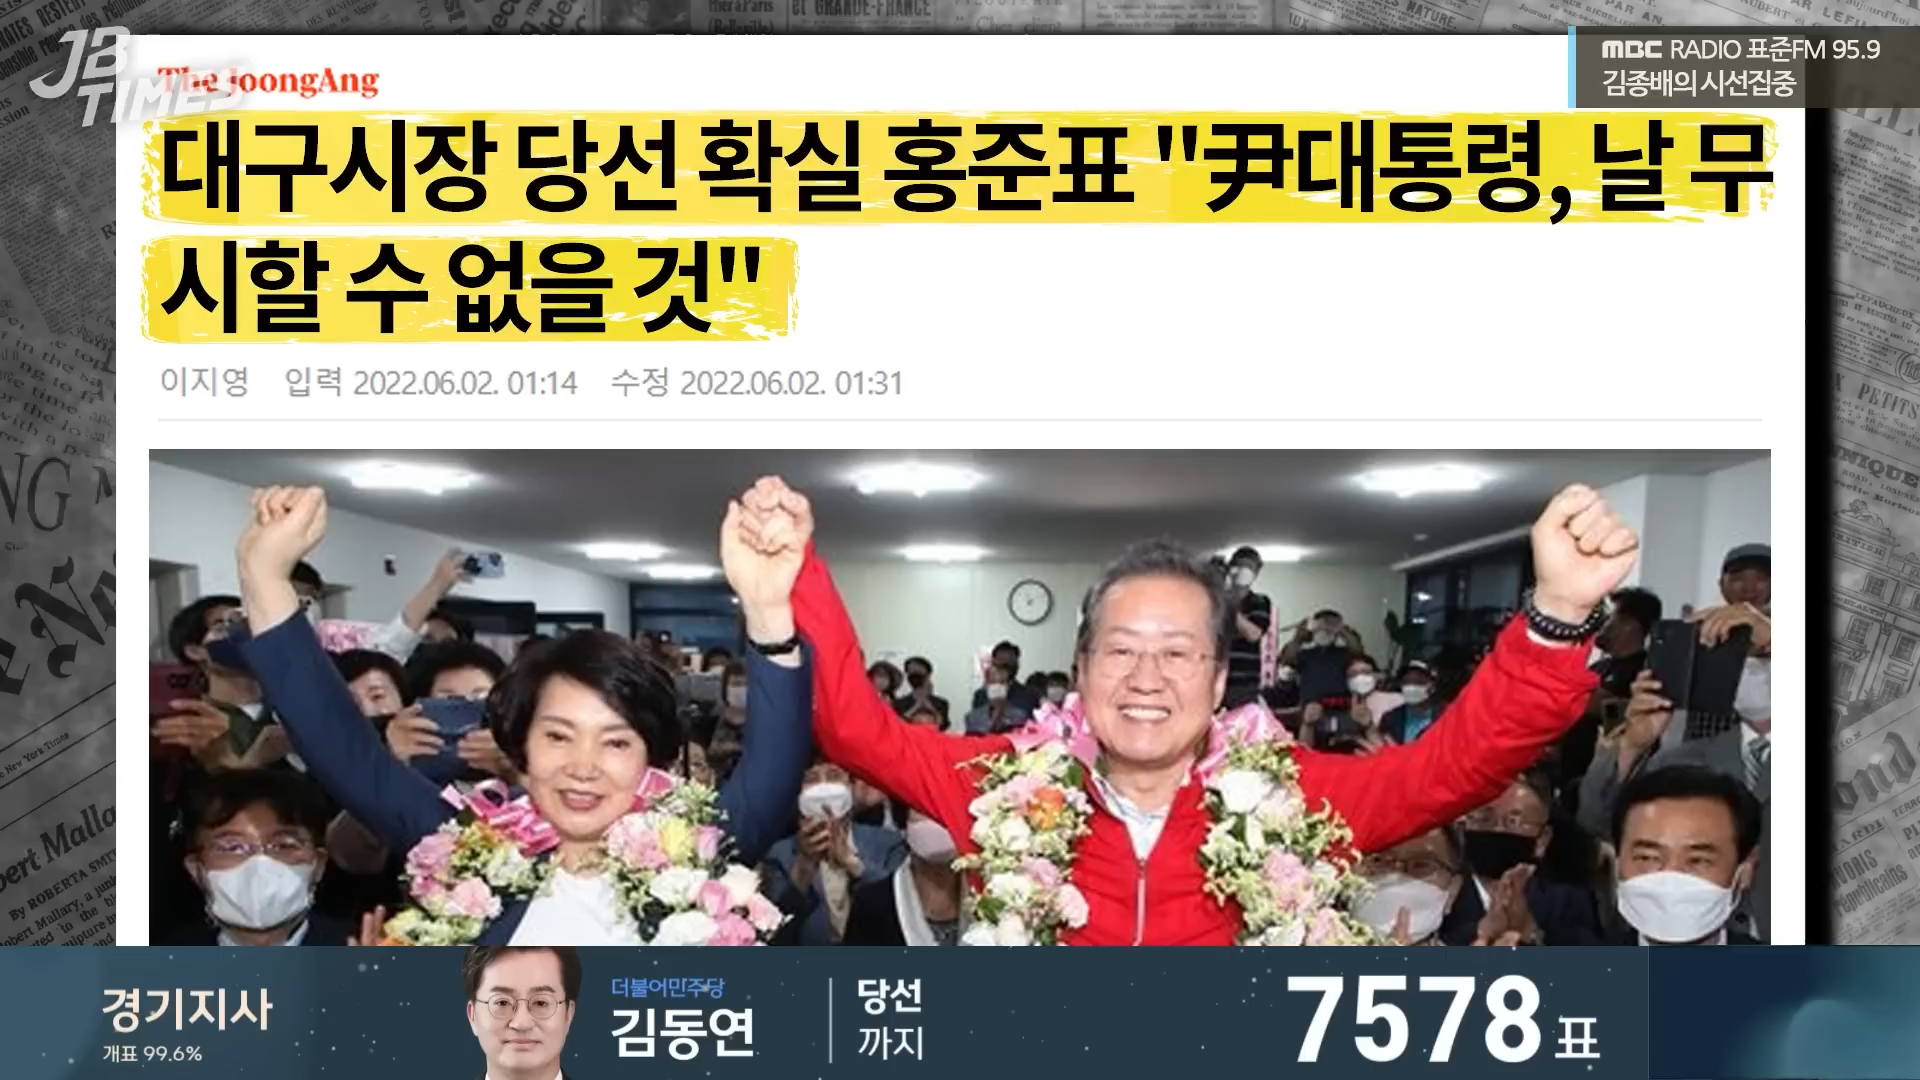 JB TIMES
The JoongAng
MBC RADIO 표준FM 95.9
김종배의 시선집중
대구시장 당선 확실 홍준표 "尹대통령, 날 무
시할 수 없을 것"
이지영 입력 2022.06.02. 01:14 수정 2022.06.02. 01:31
경기지사
개표 99.6%
더불어민주당
김동연
당선
까지
7578표